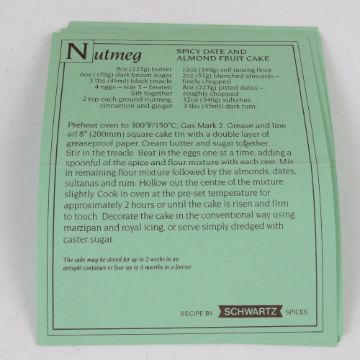 Nutmeg
SPICY DATE AND
ALMOND FRUIT CAKE
8oz (227g) butter
6oz (170g) dark brown sugar
3 tbs (45ml) black treacle
4 eggs – size 3 – beaten
Sift together
2 tsp each ground nutmeg,
cinnamon and ginger
12oz (340g) self raising flour
2oz (57g) blanched almonds –
finely chopped
8oz (227g) pitted dates –
roughly chopped
12oz (340g) sultanas
3 tbs (45ml) dark rum
Preheat oven to 300°F/150°C, Gas Mark 2. Grease and line
an 8" (200mm) square cake tin with a double layer of
greaseproof paper. Cream butter and sugar together.
Stir in the treacle. Beat in the eggs one at a time, adding a
spoonful of the spice and flour mixture with each one. Mix
in remaining flour mixture followed by the almonds, dates,
sultanas and rum. Hollow out the centre of the mixture
slightly. Cook in oven at the pre-set temperature for
approximately 2 hours or until the cake is risen and firm
to touch. Decorate the cake in the conventional way using
marzipan and royal icing, or serve simply dredged with
caster sugar.
The cake may be stored for up to 2 weeks in an
airtight container or four up to 4 months in a freezer.
RECIPE BY SCHWARTZ SPICES